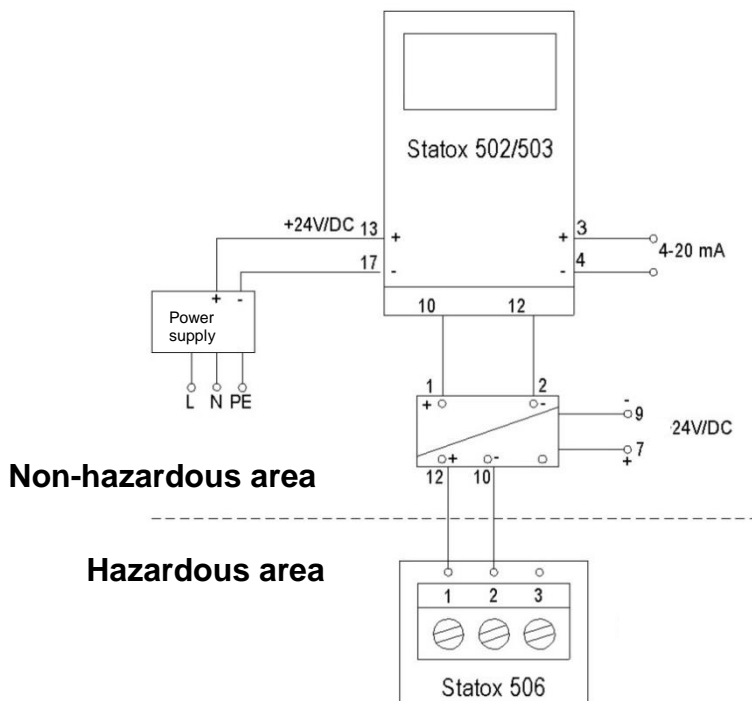 Statox 502/503
+24V/DC 13 + + 3
4-20 mA
17 - - 4
+ -
Power
supply
10 12
L N PE
1 2
+ -
- 9
24V/DC
7
+
+ -
12 10
Non-hazardous area
Hazardous area
1 2 3
Statox 506